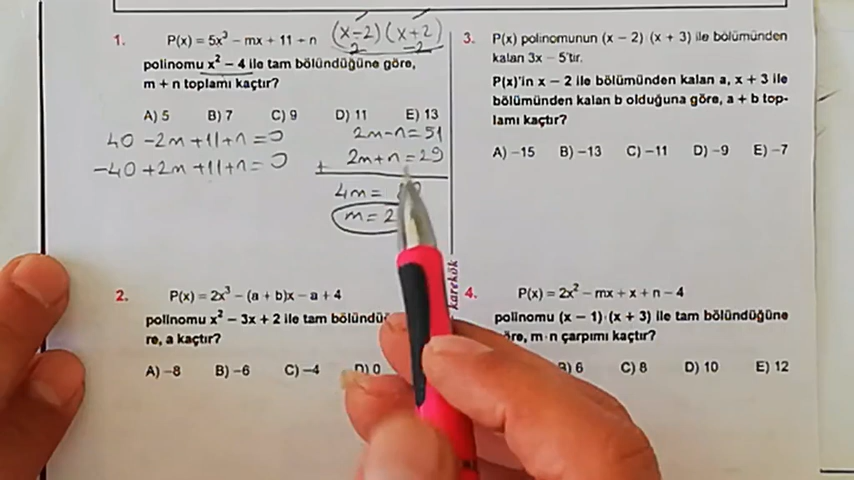 1. P(x) = 5x³ − mx + 11 + n (x−2)(x+2)
2 −2
polinomu x² − 4 ile tam bölündüğüne göre,
m + n toplamı kaçtır?
A) 5 B) 7 C) 9 D) 11 E) 13
40 −2m +11+n =0
−40 +2m +11+n =0
2m−n=51
+ 2m+n=29
4m =
m = 2
2. P(x) = 2x³ − (a + b)x − a + 4
polinomu x² − 3x + 2 ile tam bölündü
re, a kaçtır?
A) −8 B) −6 C) −4 D) 0
karekök
3. P(x) polinomunun (x − 2) (x + 3) ile bölümünden
kalan 3x − 5'tir.
P(x)'in x − 2 ile bölümünden kalan a, x + 3 ile
bölümünden kalan b olduğuna göre, a + b top-
lamı kaçtır?
A) −15 B) −13 C) −11 D) −9 E) −7
4. P(x) = 2x² − mx + x + n − 4
polinomu (x − 1)·(x + 3) ile tam bölündüğüne
öre, m·n çarpımı kaçtır?
B) 6 C) 8 D) 10 E) 12